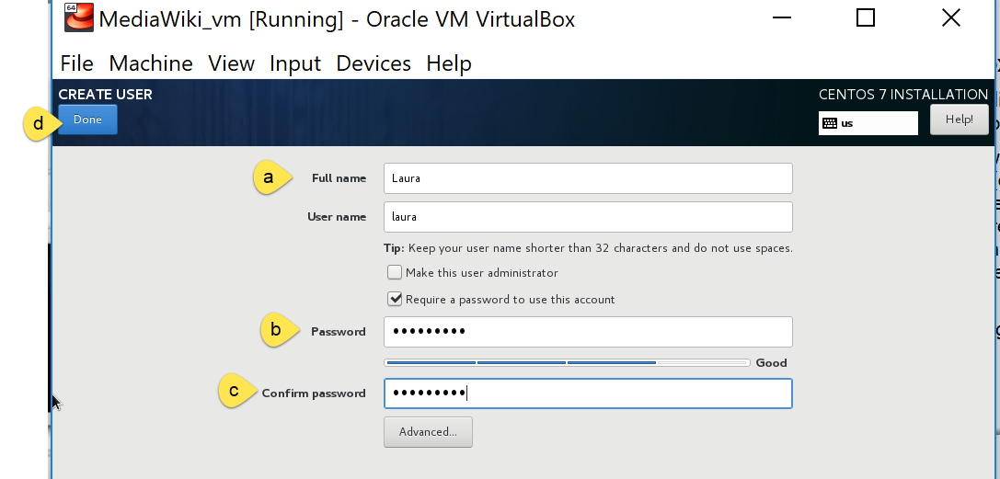 64
MediaWiki_vm [Running] - Oracle VM VirtualBox
File Machine View Input Devices Help
CREATE USER
CENTOS 7 INSTALLATION
d
Done
us
Help!
a
Full name
Laura
User name
laura
Tip: Keep your user name shorter than 32 characters and do not use spaces.
Make this user administrator
Require a password to use this account
b
Password
●●●●●●●●●
Good
c
Confirm password
●●●●●●●●●
Advanced...